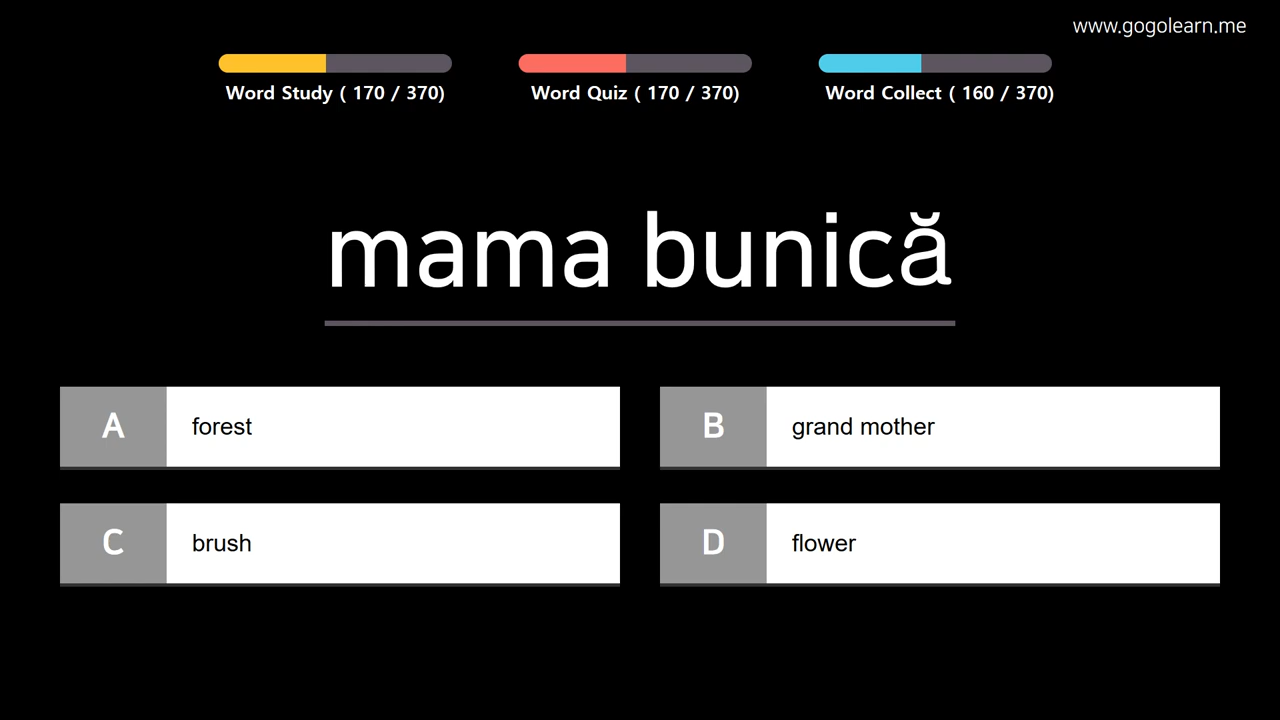 www.gogolearn.me
Word Study ( 170 / 370)
Word Quiz ( 170 / 370)
Word Collect ( 160 / 370)
mama bunică
A forest
B grand mother
C brush
D flower